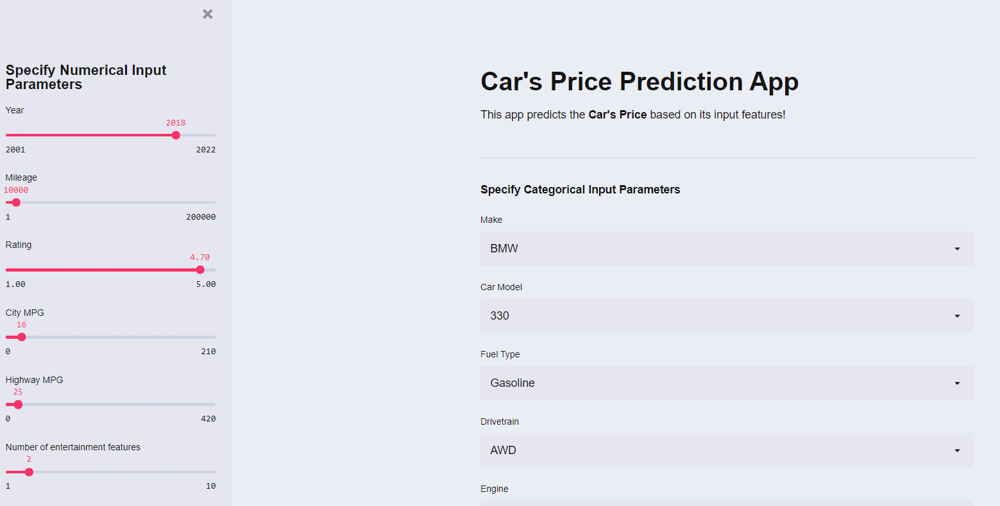 Specify Numerical Input
Parameters
Year
2018
2001 2022
Mileage
10000
1 200000
Rating
4.70
1.00 5.00
City MPG
16
0 210
Highway MPG
25
0 420
Number of entertainment features
2
1 10
Car's Price Prediction App
This app predicts the Car's Price based on its input features!
Specify Categorical Input Parameters
Make
BMW
Car Model
330
Fuel Type
Gasoline
Drivetrain
AWD
Engine